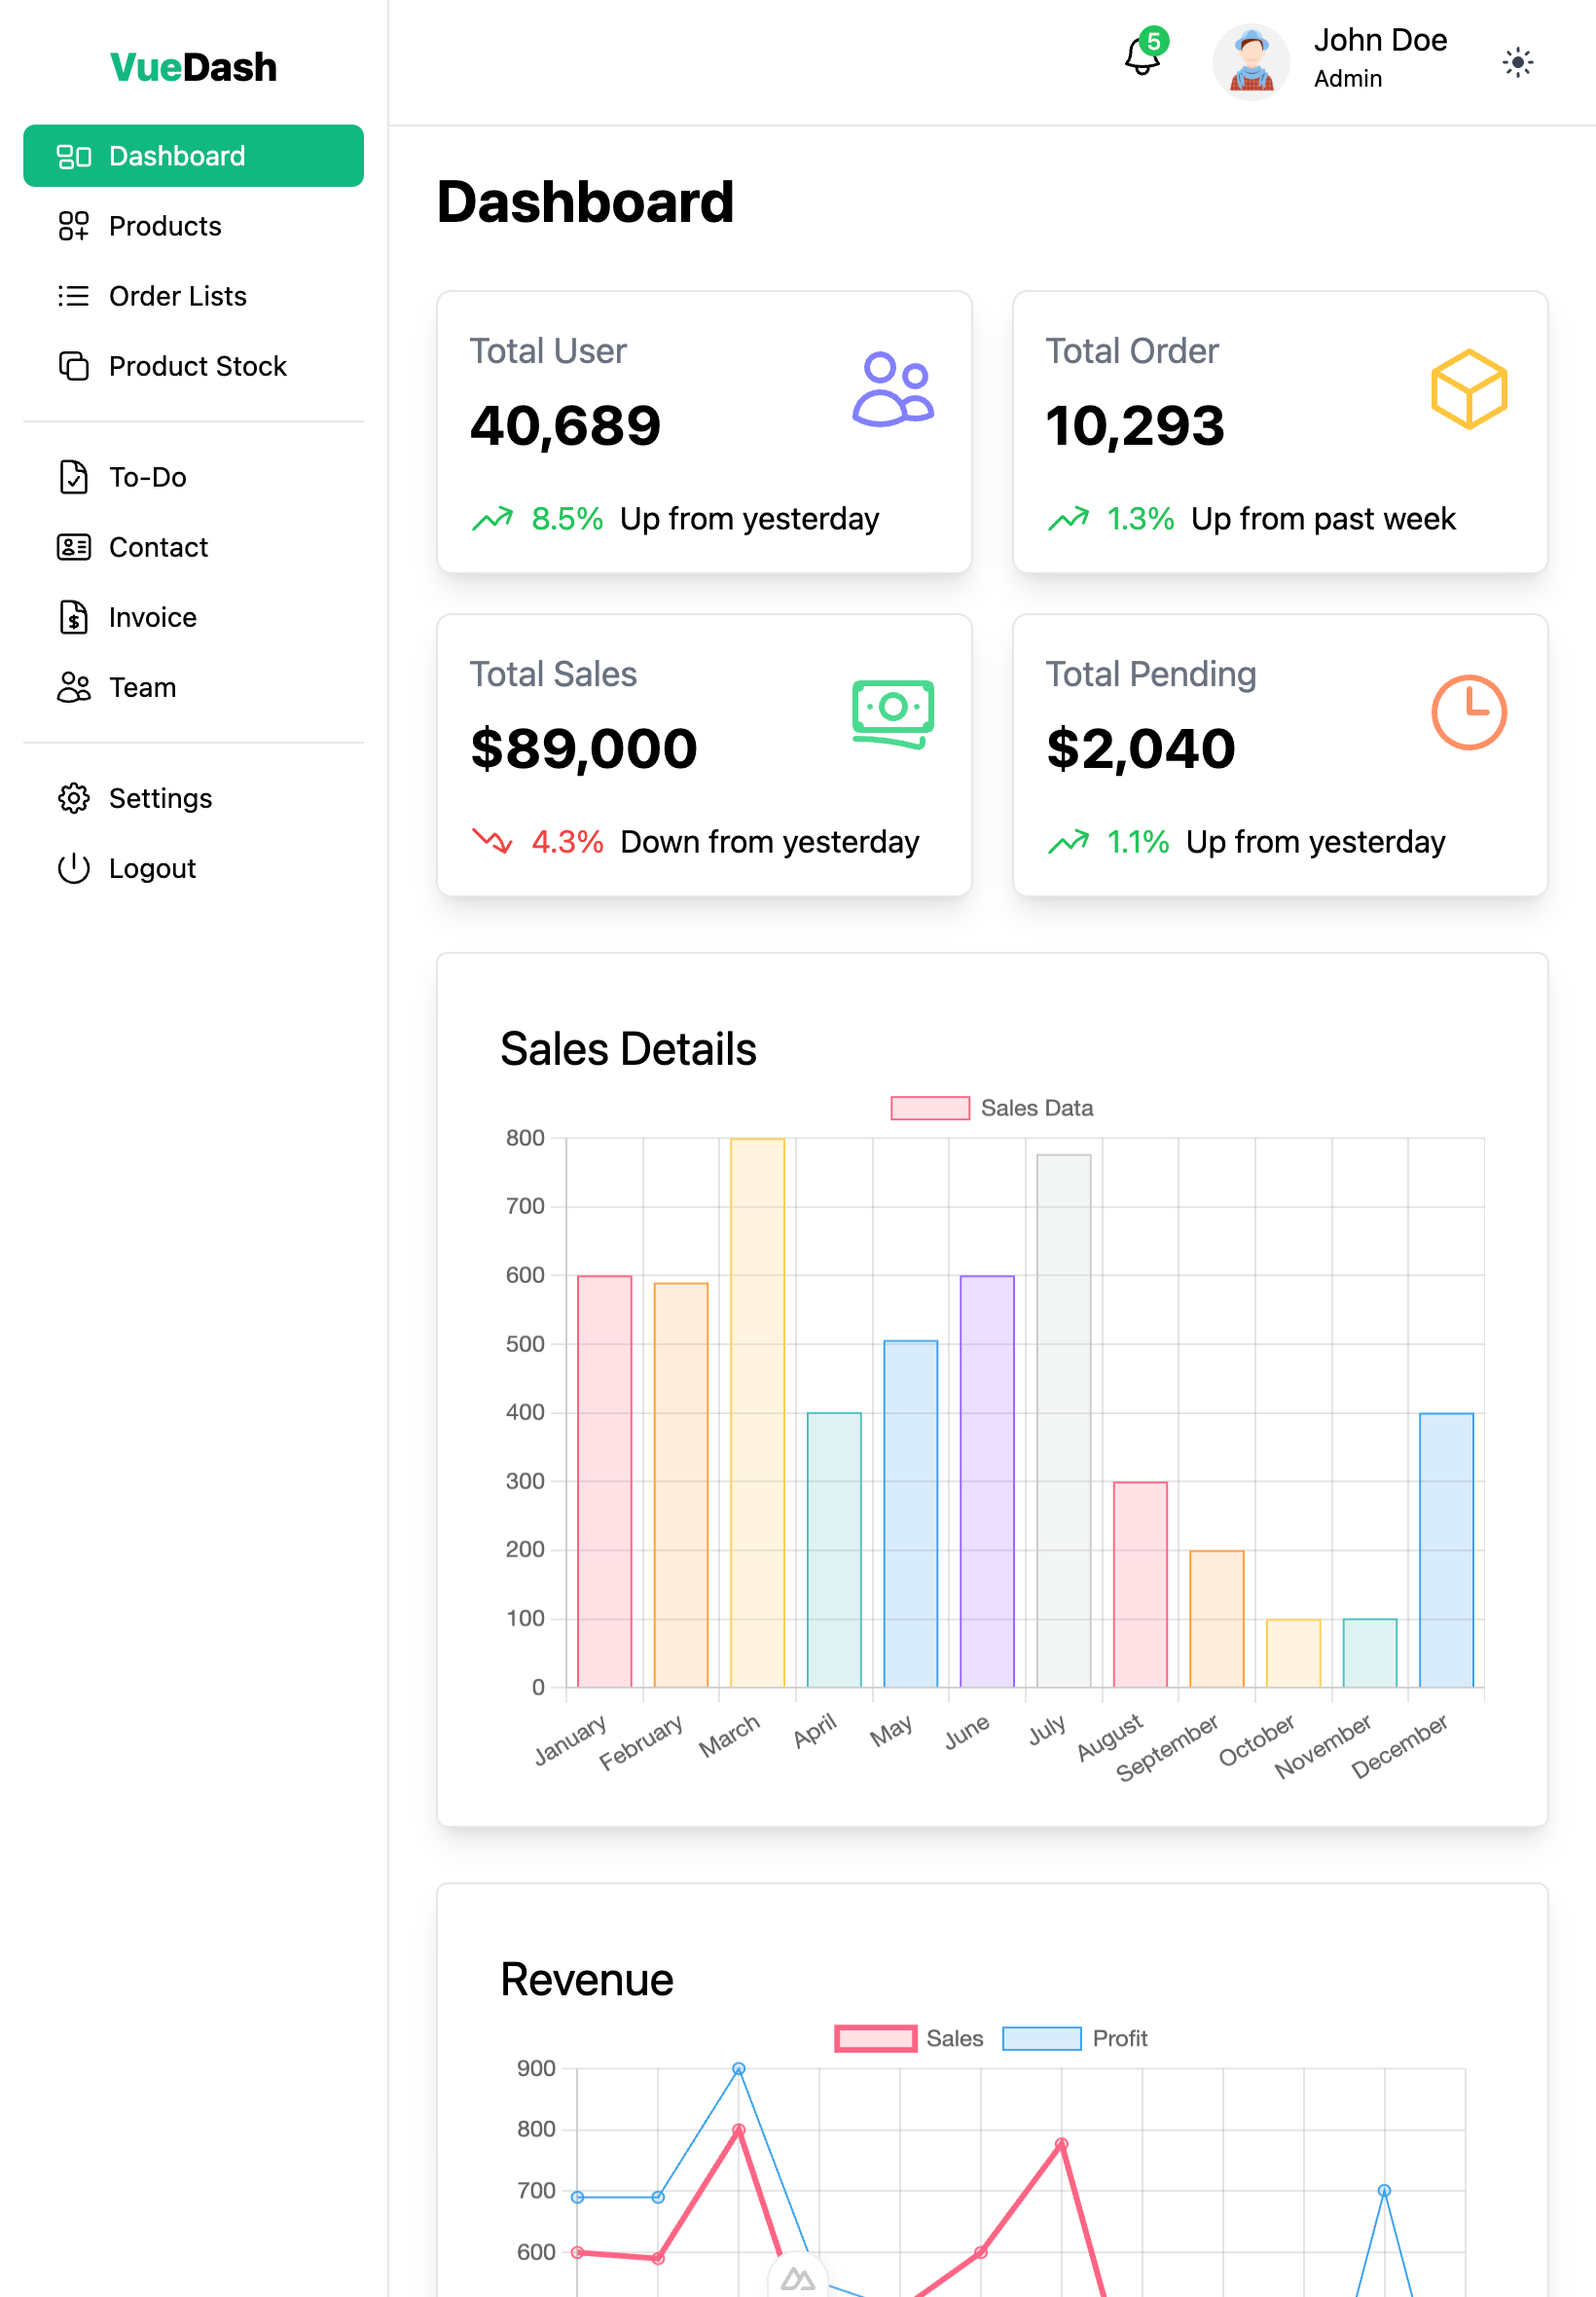 VueDash
Dashboard
Products
Order Lists
Product Stock
To-Do
Contact
Invoice
Team
Settings
Logout
5
John Doe
Admin
Dashboard
Total User
40,689
8.5% Up from yesterday
Total Order
10,293
1.3% Up from past week
Total Sales
$89,000
4.3% Down from yesterday
Total Pending
$2,040
1.1% Up from yesterday
Sales Details
Sales Data
800
700
600
500
400
300
200
100
0
January
February
March
April
May
June
July
August
September
October
November
December
Revenue
Sales
Profit
900
800
700
600